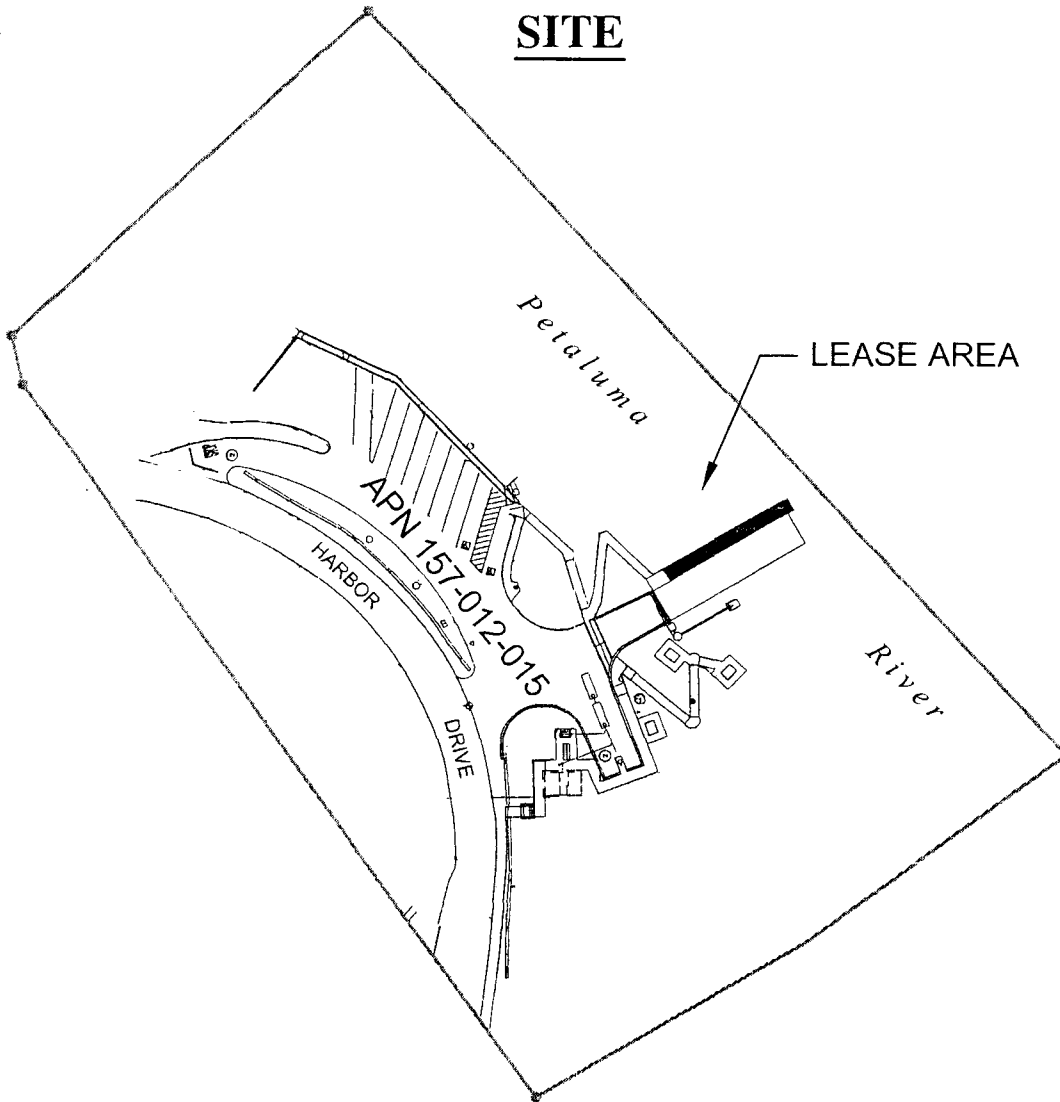 SITE
Petaluma
LEASE AREA
APN 157-012-015
HARBOR
River
DRIVE